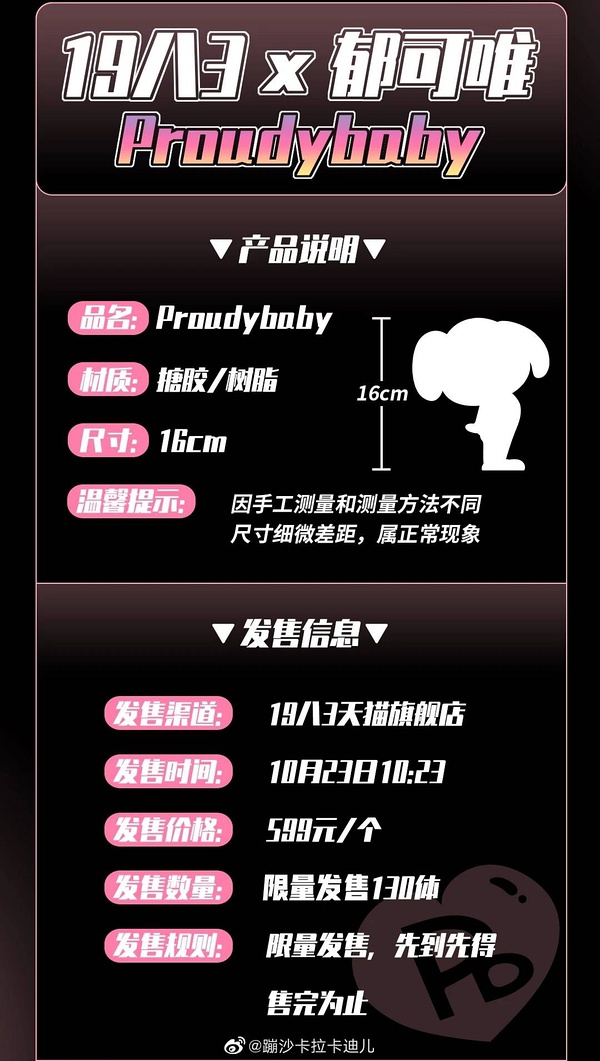 19八3 x 郁可唯
Proudybaby
▼产品说明▼
品名: Proudybaby
材质: 搪胶/树脂
16cm
尺寸: 16cm
温馨提示: 因手工测量和测量方法不同
尺寸细微差距，属正常现象
▼发售信息▼
发售渠道: 19八3天猫旗舰店
发售时间: 10月23日10:23
发售价格: 599元/个
发售数量: 限量发售130体
发售规则: 限量发售，先到先得
售完为止
Pb
@蹦沙卡拉卡迪儿